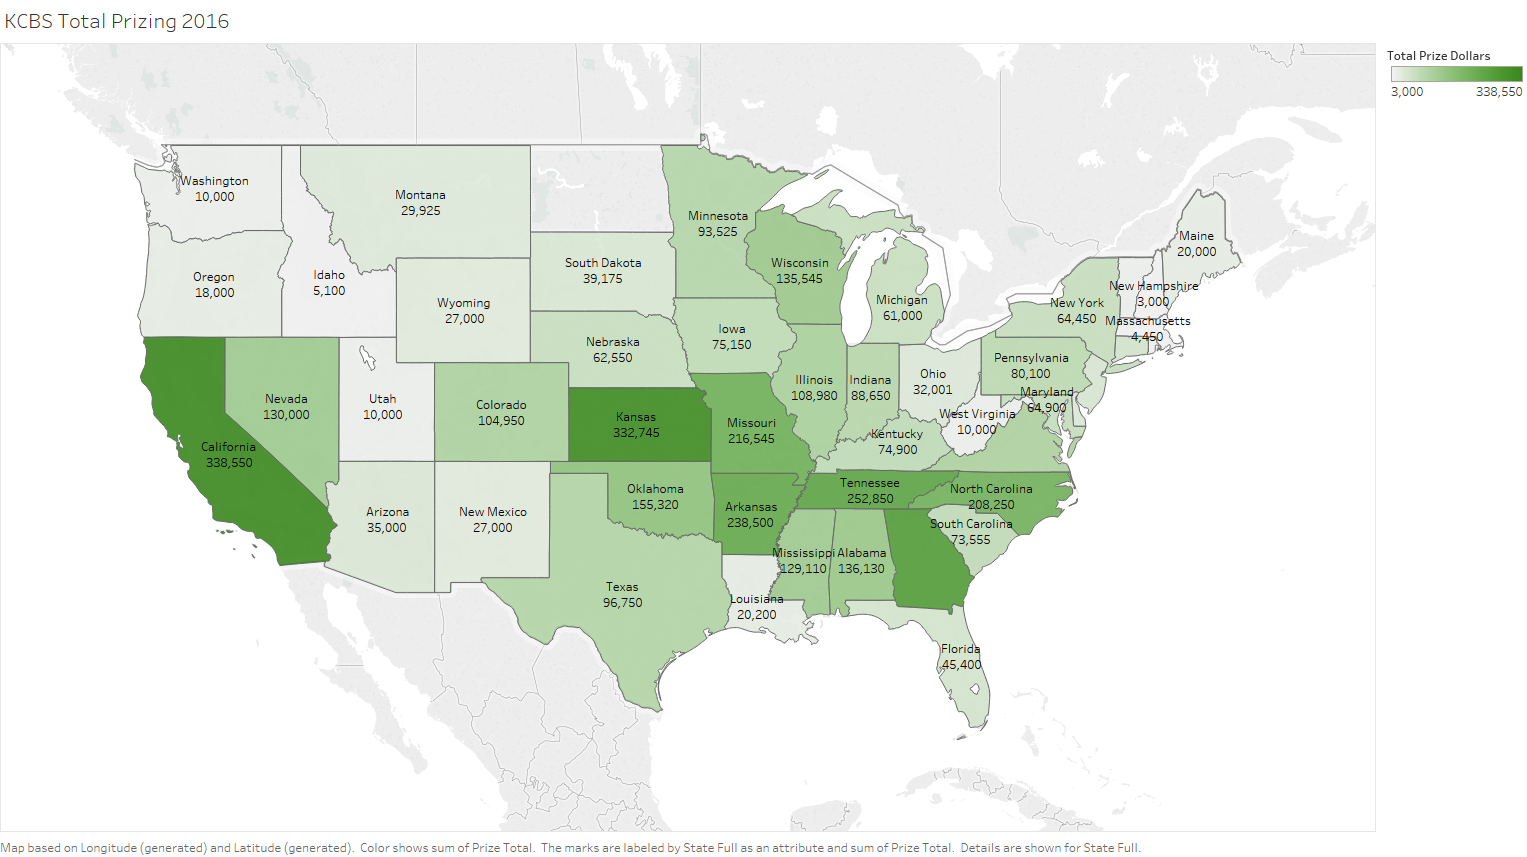 KCBS Total Prizing 2016
Total Prize Dollars
3,000 338,550
Washington
10,000
Montana
29,925
Minnesota
93,525
Maine
20,000
Oregon
18,000
Idaho
5,100
Wyoming
27,000
South Dakota
39,175
Wisconsin
135,545
Michigan
61,000
New York
64,450
New Hampshire
3,000
Massachusetts
4,450
Nebraska
62,550
Iowa
75,150
Pennsylvania
80,100
Nevada
130,000
Utah
10,000
Colorado
104,950
Kansas
332,745
Missouri
216,545
Illinois
108,980
Indiana
88,650
Ohio
32,001
Maryland
64,900
West Virginia
10,000
Kentucky
74,900
California
338,550
Arizona
35,000
New Mexico
27,000
Oklahoma
155,320
Arkansas
238,500
Tennessee
252,850
North Carolina
208,250
South Carolina
73,555
Mississippi
129,110
Alabama
136,130
Texas
96,750
Louisiana
20,200
Florida
45,400
Map based on Longitude (generated) and Latitude (generated). Color shows sum of Prize Total. The marks are labeled by State Full as an attribute and sum of Prize Total. Details are shown for State Full.